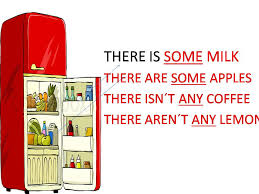 THERE IS SOME MILK
THERE ARE SOME APPLES
THERE ISN´T ANY COFFEE
THERE AREN´T ANY LEMON